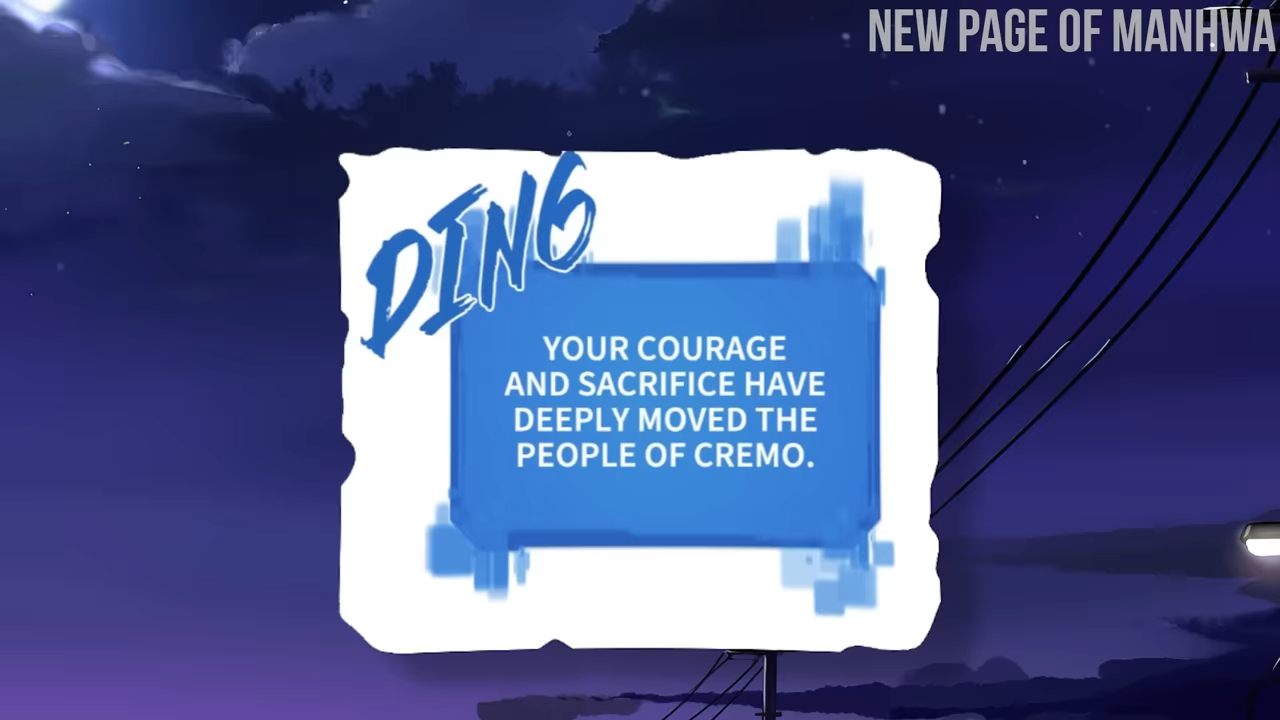 NEW PAGE OF MANHWA
DING
YOUR COURAGE
AND SACRIFICE HAVE
DEEPLY MOVED THE
PEOPLE OF CREMO.